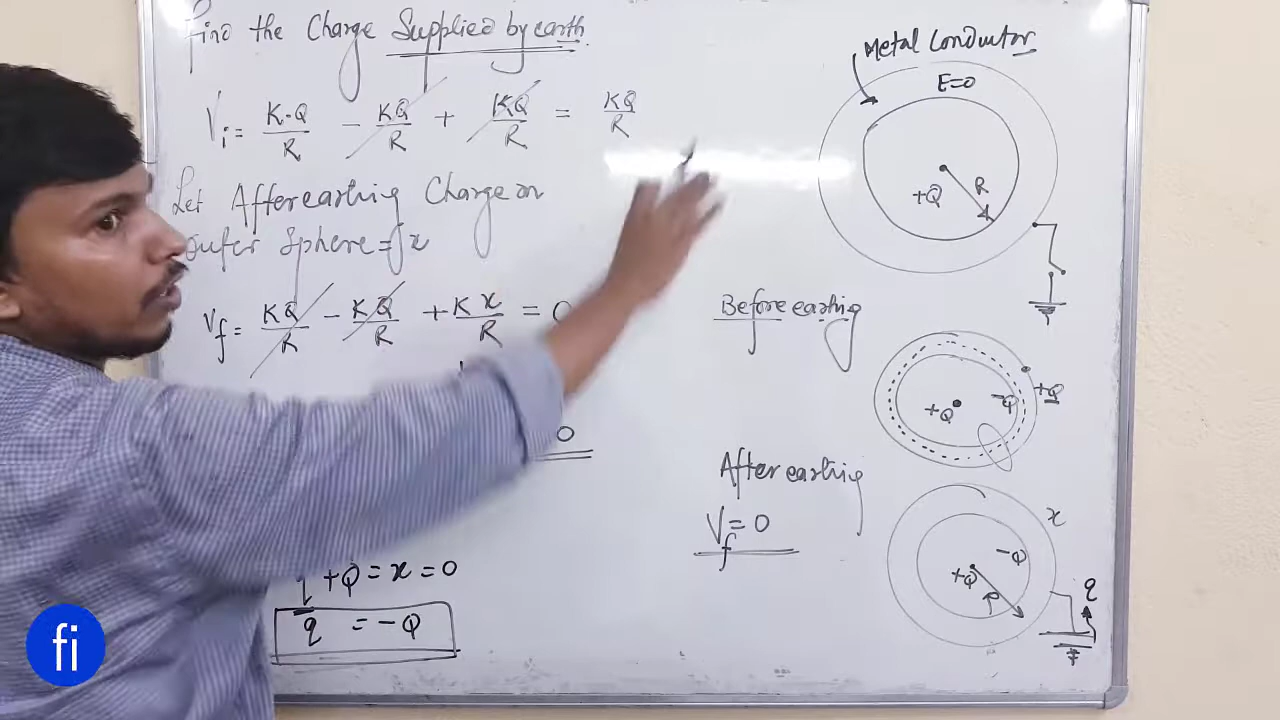 Find the Charge Supplied by earth.
Vi = K·Q/R − KQ/R + KQ/R = KQ/R
Let After earthing Charge on
outer Sphere = x
Vf = KQ/R − KQ/R + Kx/R = 0
0
q + Q = x = 0
q = −Q
Metal Conductor
E=0
+Q
R
Before earthing
+Q
−Q
+Q
After earthing
Vf = 0
x
−Q
+Q
R
q
fi